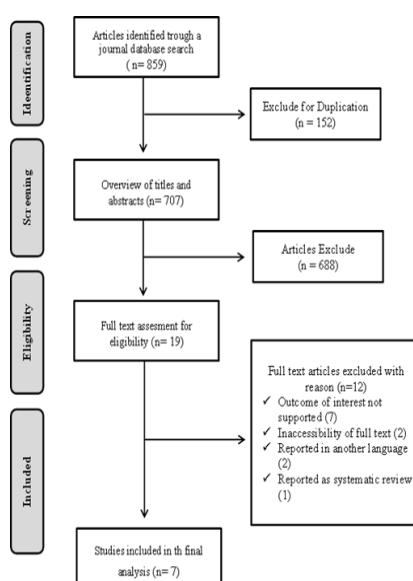 Ideentification
Articles identified trough a
journal database search
( n= 859)
Exclude for Duplication
(n = 152)
Screening
Overview of titles and
abstracts (n= 707)
Articles Exclude
(n = 688)
Eligibility
Full text assesment for
eligibility (n= 19)
Full text articles excluded with
reason (n=12)
✓ Outcome of interest not
supported (7)
✓ Inaccessibility of full text (2)
✓ Reported in another language
(2)
✓ Reported as systematic review
(1)
Included
Studies included in th final
analysis (n= 7)